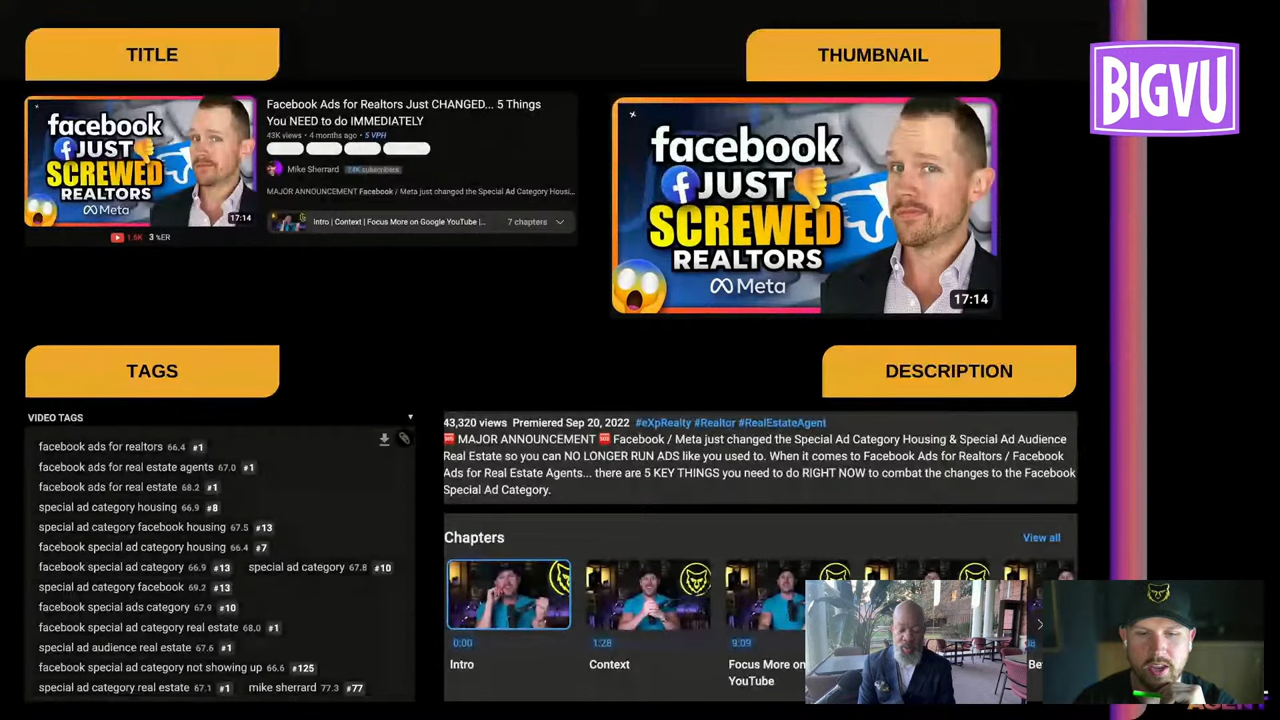 TITLE
THUMBNAIL
BIGVU
facebook
JUST
SCREWED
REALTORS
Meta
17:14
1.6K 3 %ER
Facebook Ads for Realtors Just CHANGED... 5 Things
You NEED to do IMMEDIATELY
43K views • 4 months ago • 5 VPH
Mike Sherrard
MAJOR ANNOUNCEMENT Facebook / Meta just changed the Special Ad Category Housi...
Intro | Context | Focus More on Google YouTube |... 7 chapters
facebook
JUST
SCREWED
REALTORS
Meta
17:14
TAGS
DESCRIPTION
VIDEO TAGS
facebook ads for realtors 66.4 #1
facebook ads for real estate agents 67.0 #1
facebook ads for real estate 68.2 #1
special ad category housing 66.9 #8
special ad category facebook housing 67.5 #13
facebook special ad category housing 66.4 #7
facebook special ad category 66.9 #13 special ad category 67.8 #10
special ad category facebook 69.2 #13
facebook special ads category 67.9 #10
facebook special ad category real estate 68.0 #1
special ad audience real estate 67.6 #1
facebook special ad category not showing up 66.6 #125
special ad category real estate 67.1 #1 mike sherrard 77.3 #77
43,320 views Premiered Sep 20, 2022 #eXpRealty #Realtor #RealEstateAgent
🆘 MAJOR ANNOUNCEMENT 🆘 Facebook / Meta just changed the Special Ad Category Housing & Special Ad Audience
Real Estate so you can NO LONGER RUN ADS like you used to. When it comes to Facebook Ads for Realtors / Facebook
Ads for Real Estate Agents... there are 5 KEY THINGS you need to do RIGHT NOW to combat the changes to the Facebook
Special Ad Category.
Chapters
View all
0:00
1:28
9:09
Intro
Context
Focus More on
YouTube